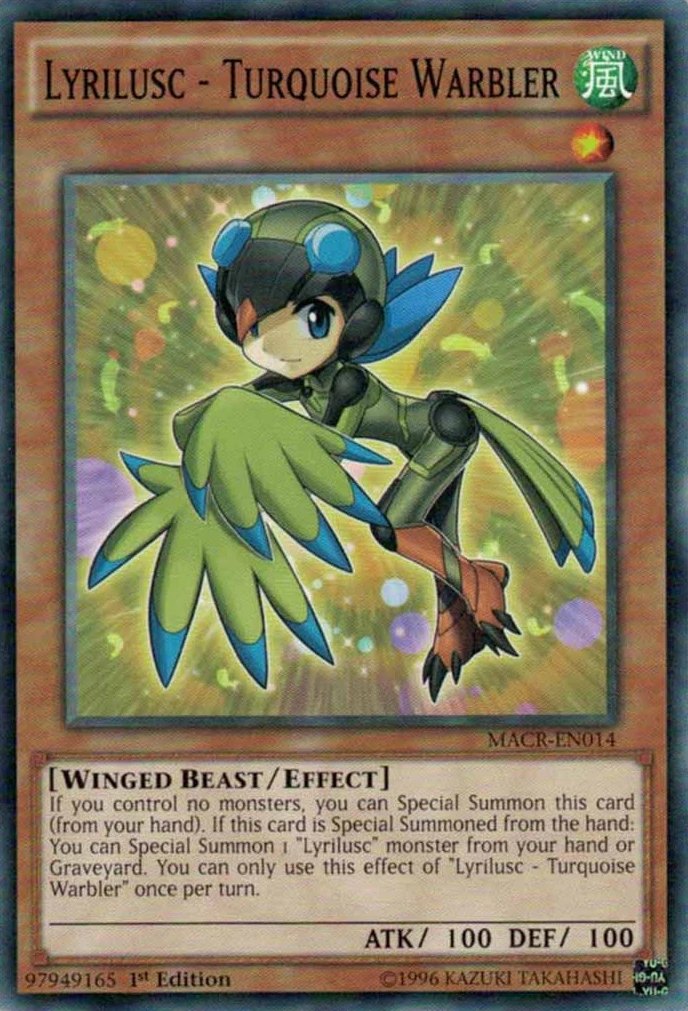 LYRILUSC - TURQUOISE WARBLER
WIND
風
MACR-EN014
[WINGED BEAST/EFFECT]
If you control no monsters, you can Special Summon this card
(from your hand). If this card is Special Summoned from the hand:
You can Special Summon 1 "Lyrilusc" monster from your hand or
Graveyard. You can only use this effect of "Lyrilusc - Turquoise
Warbler" once per turn.
ATK/ 100 DEF/ 100
97949165 1st Edition
©1996 KAZUKI TAKAHASHI